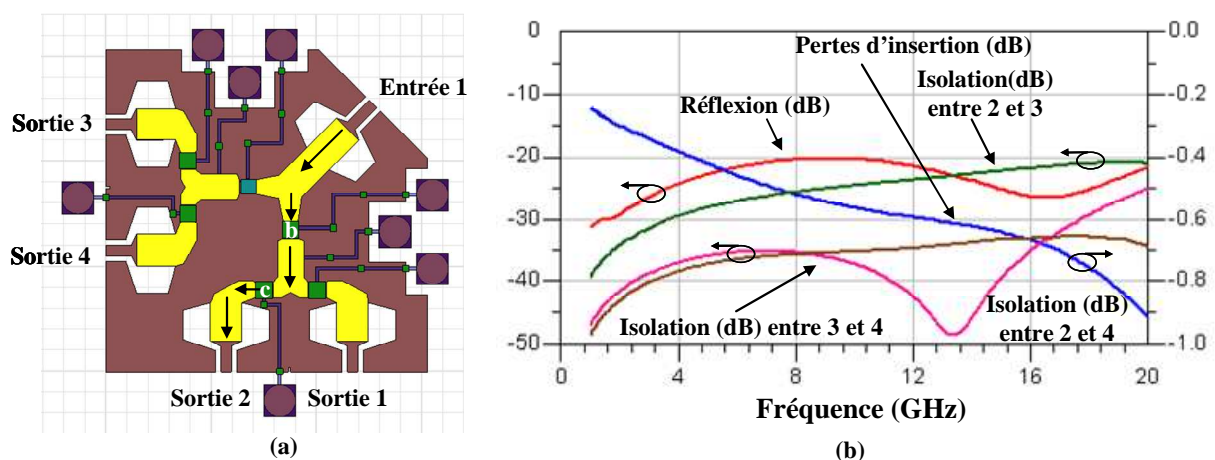 Entrée 1
Sortie 3
b
Sortie 4
c
Sortie 2
Sortie 1
(a)
-0
-10
-20
-30
-40
-50
0.0
-0.2
-0.4
-0.6
-0.8
-1.0
Pertes d'insertion (dB)
Isolation(dB)
entre 2 et 3
Réflexion (dB)
Isolation (dB) entre 3 et 4
Isolation (dB)
entre 2 et 4
0
4
8
12
16
20
Fréquence (GHz)
(b)